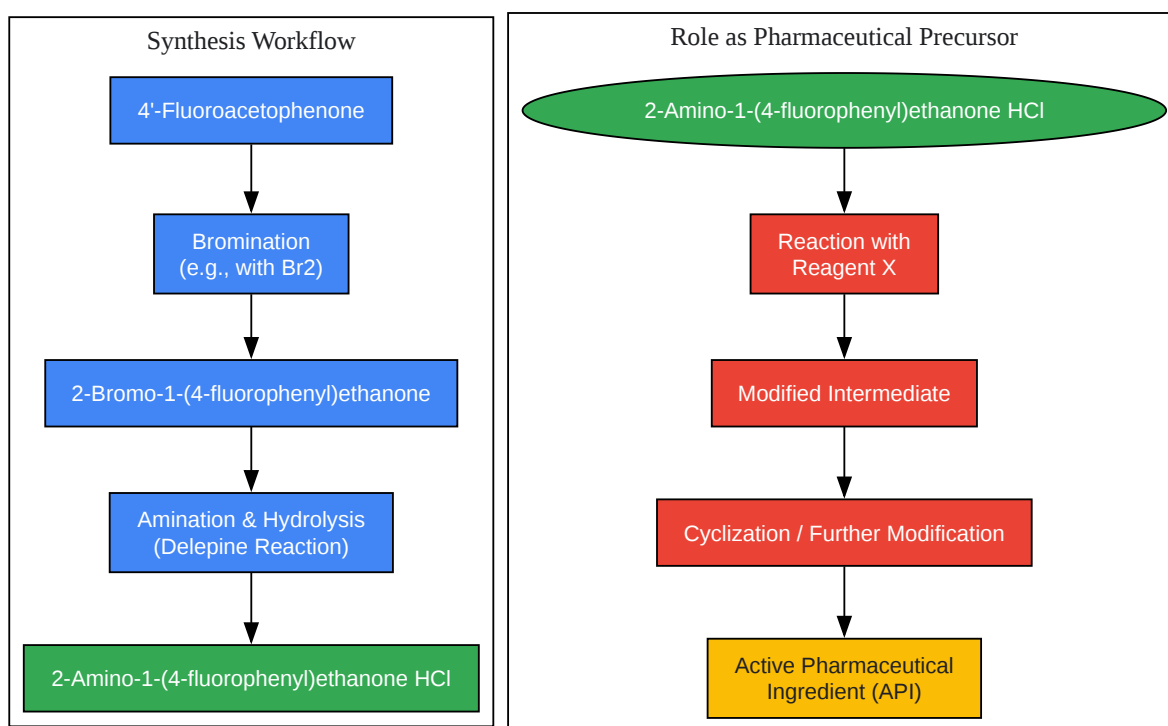 Synthesis Workflow
4'-Fluoroacetophenone
Bromination
(e.g., with Br2)
2-Bromo-1-(4-fluorophenyl)ethanone
Amination & Hydrolysis
(Delepine Reaction)
2-Amino-1-(4-fluorophenyl)ethanone HCl
Role as Pharmaceutical Precursor
2-Amino-1-(4-fluorophenyl)ethanone HCl
Reaction with
Reagent X
Modified Intermediate
Cyclization / Further Modification
Active Pharmaceutical
Ingredient (API)